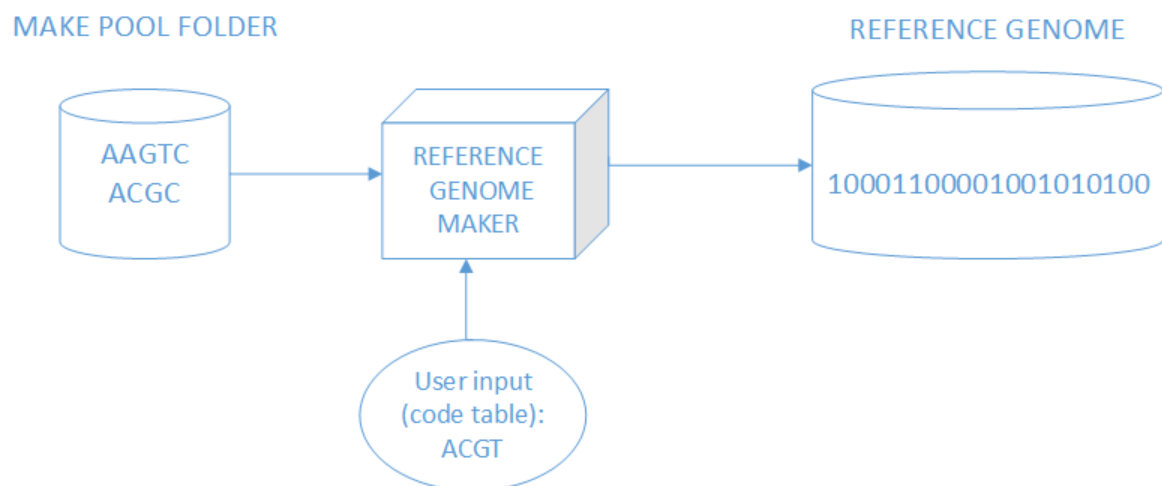 MAKE POOL FOLDER
REFERENCE GENOME
AAGTC
ACGC
REFERENCE
GENOME
MAKER
10001100001001010100
User input
(code table):
ACGT